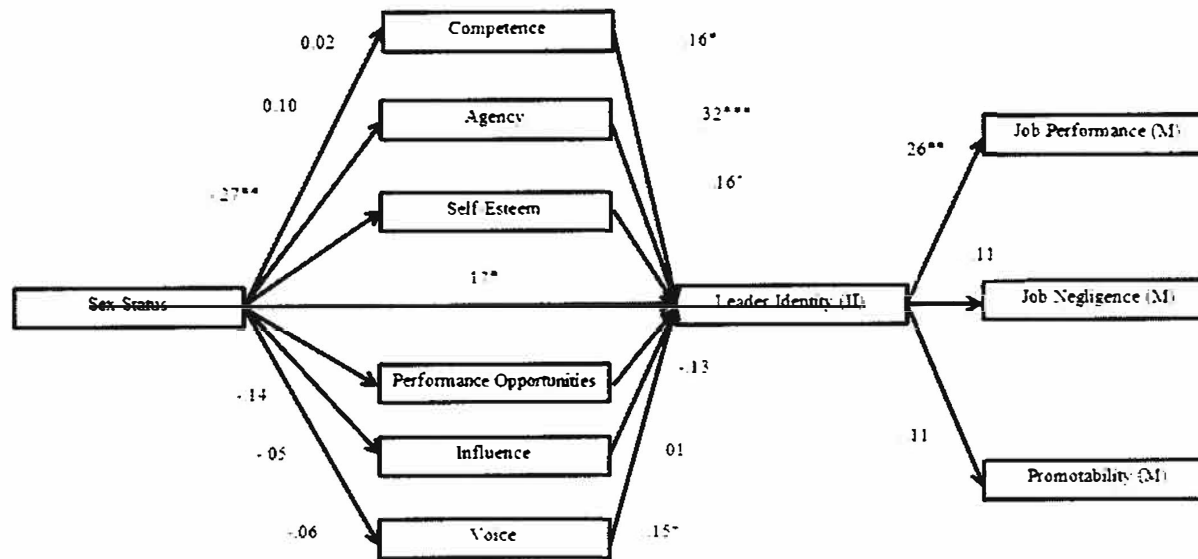 Competence
0.02
16*
0.10
Agency
32***
Job Performance (M)
26**
-.27**
Self-Esteem
.16*
17*
.11
Sex-Status
Leader Identity (II)
Job Negligence (M)
Performance Opportunities
-.13
-.14
Influence
-.05
01
.11
Promotability (M)
-.06
Voice
.15*